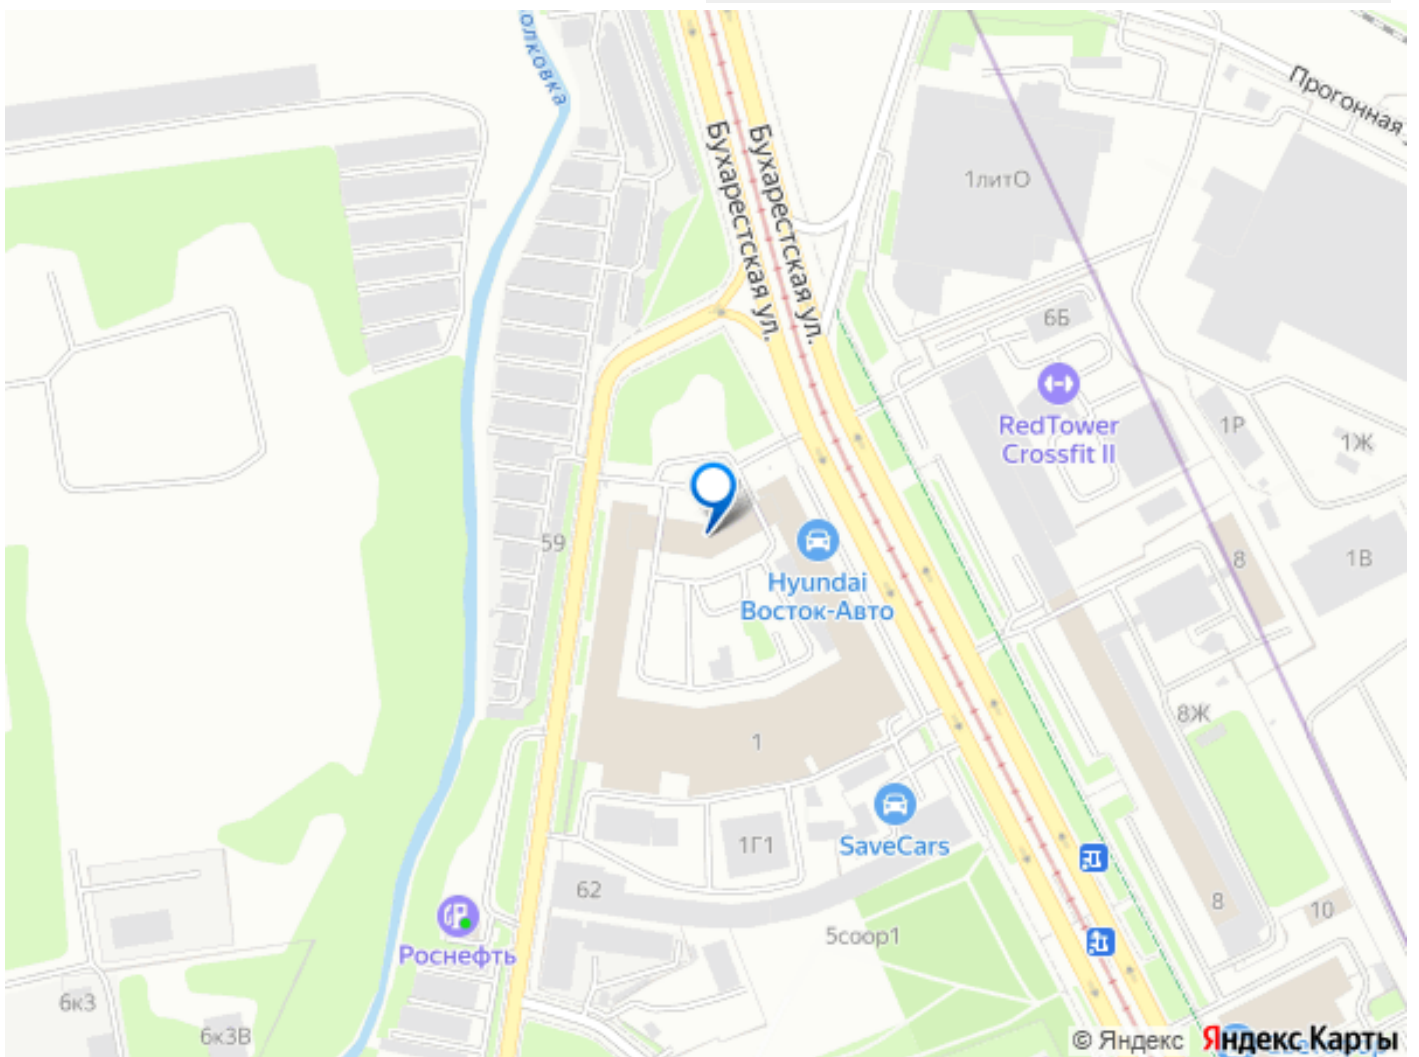 олковка
Прогонная
Бухарестская ул.
Бухарестская ул.
1литО
6Б
RedTower
Crossfit II
1Р
1Ж
59
Hyundai
Восток-Авто
8
1В
8Ж
1
SaveCars
1Г1
62
8
10
5соор1
Роснефть
6к3
6к3В
© Яндекс
Яндекс Карты